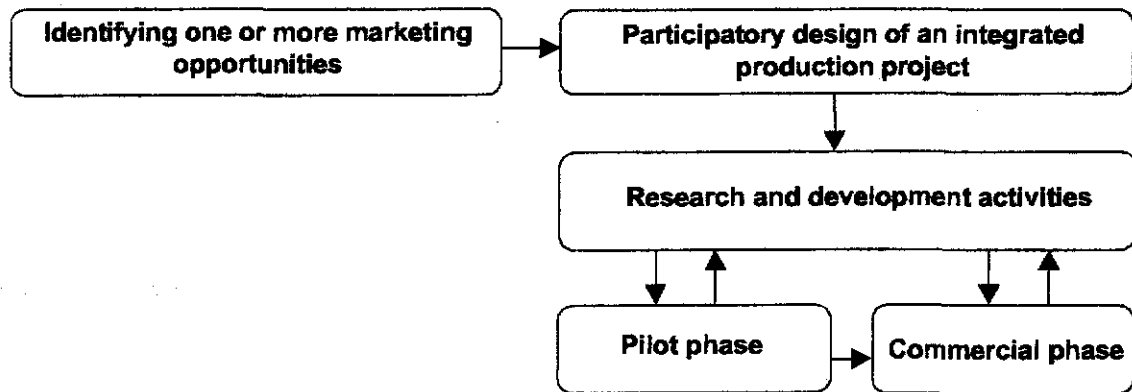 Identifying one or more marketing
opportunities
Participatory design of an integrated
production project
Research and development activities
Pilot phase
Commercial phase